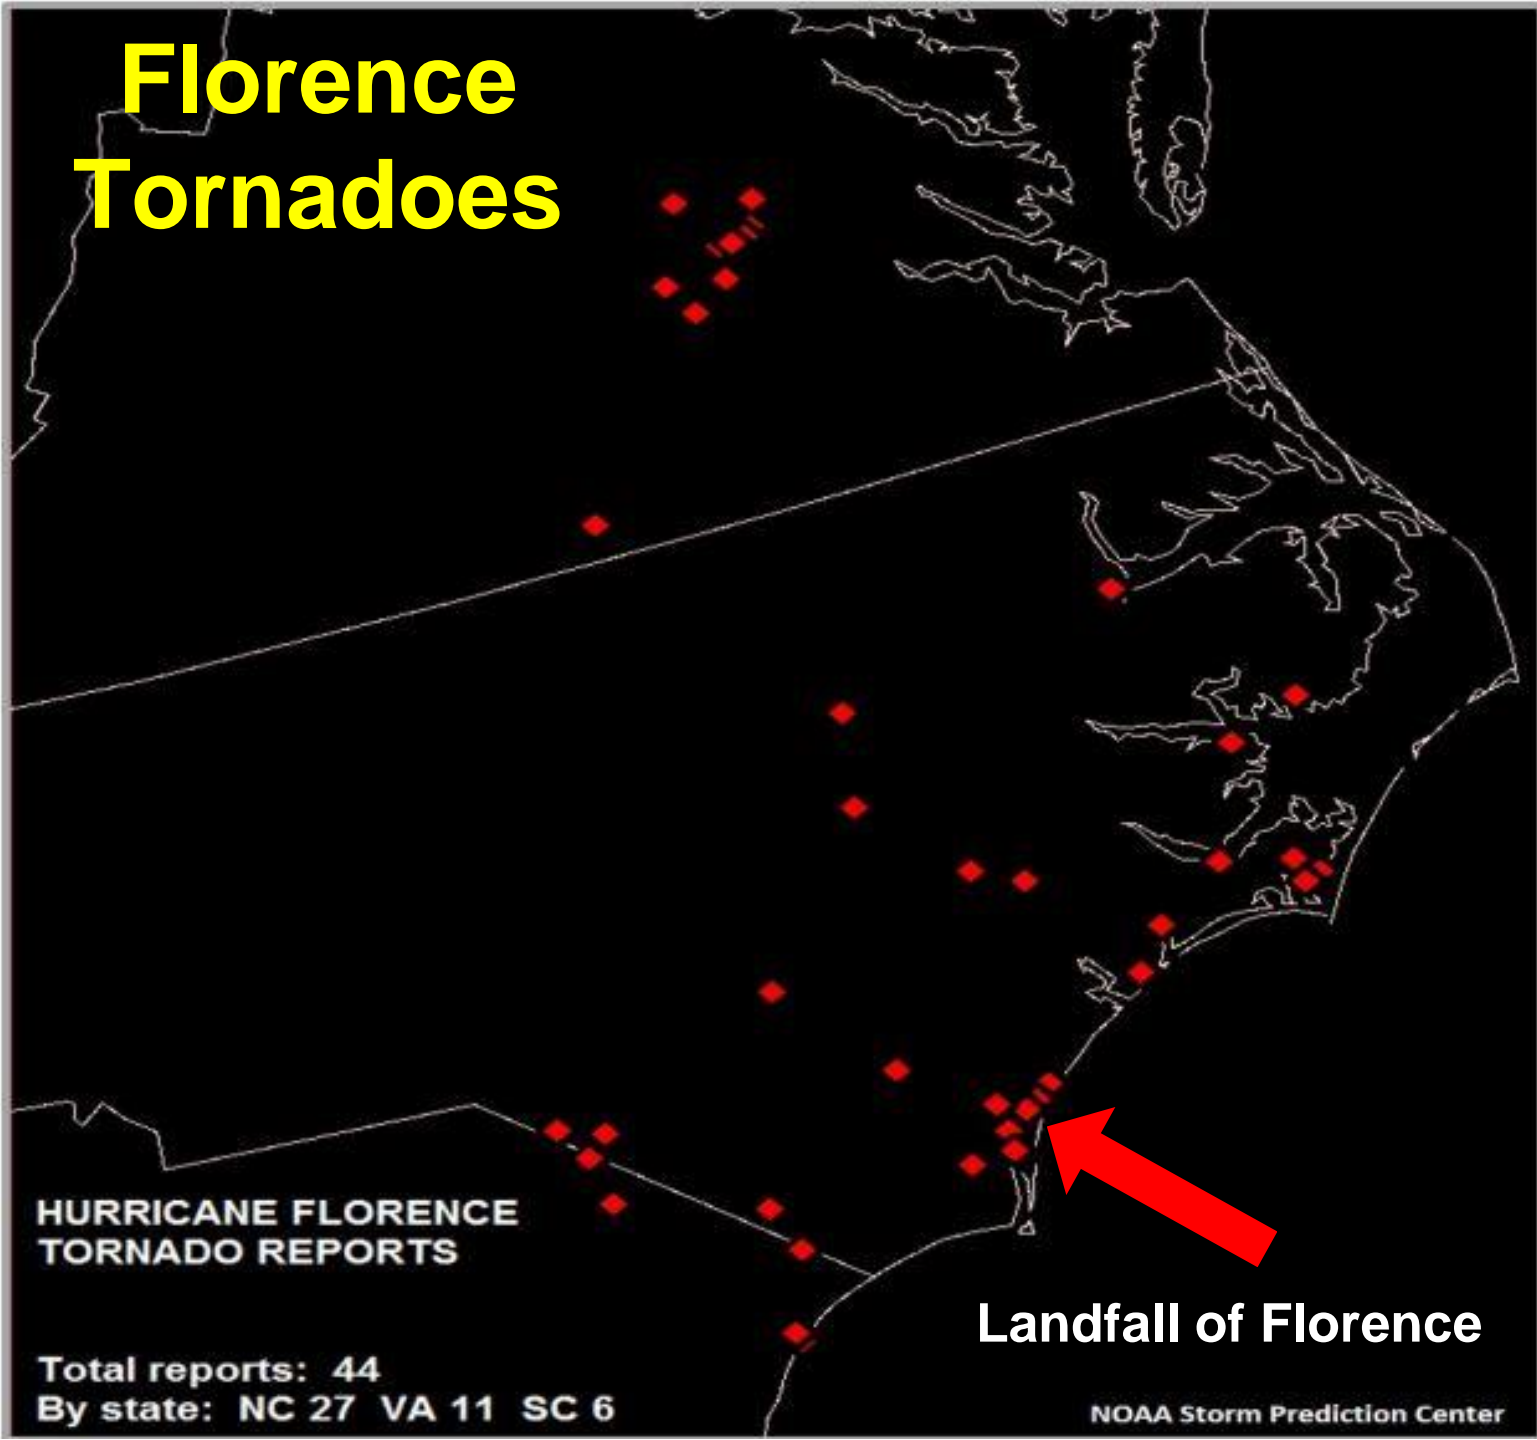 Florence
Tornadoes
HURRICANE FLORENCE
TORNADO REPORTS
Landfall of Florence
Total reports: 44
By state: NC 27 VA 11 SC 6
NOAA Storm Prediction Center